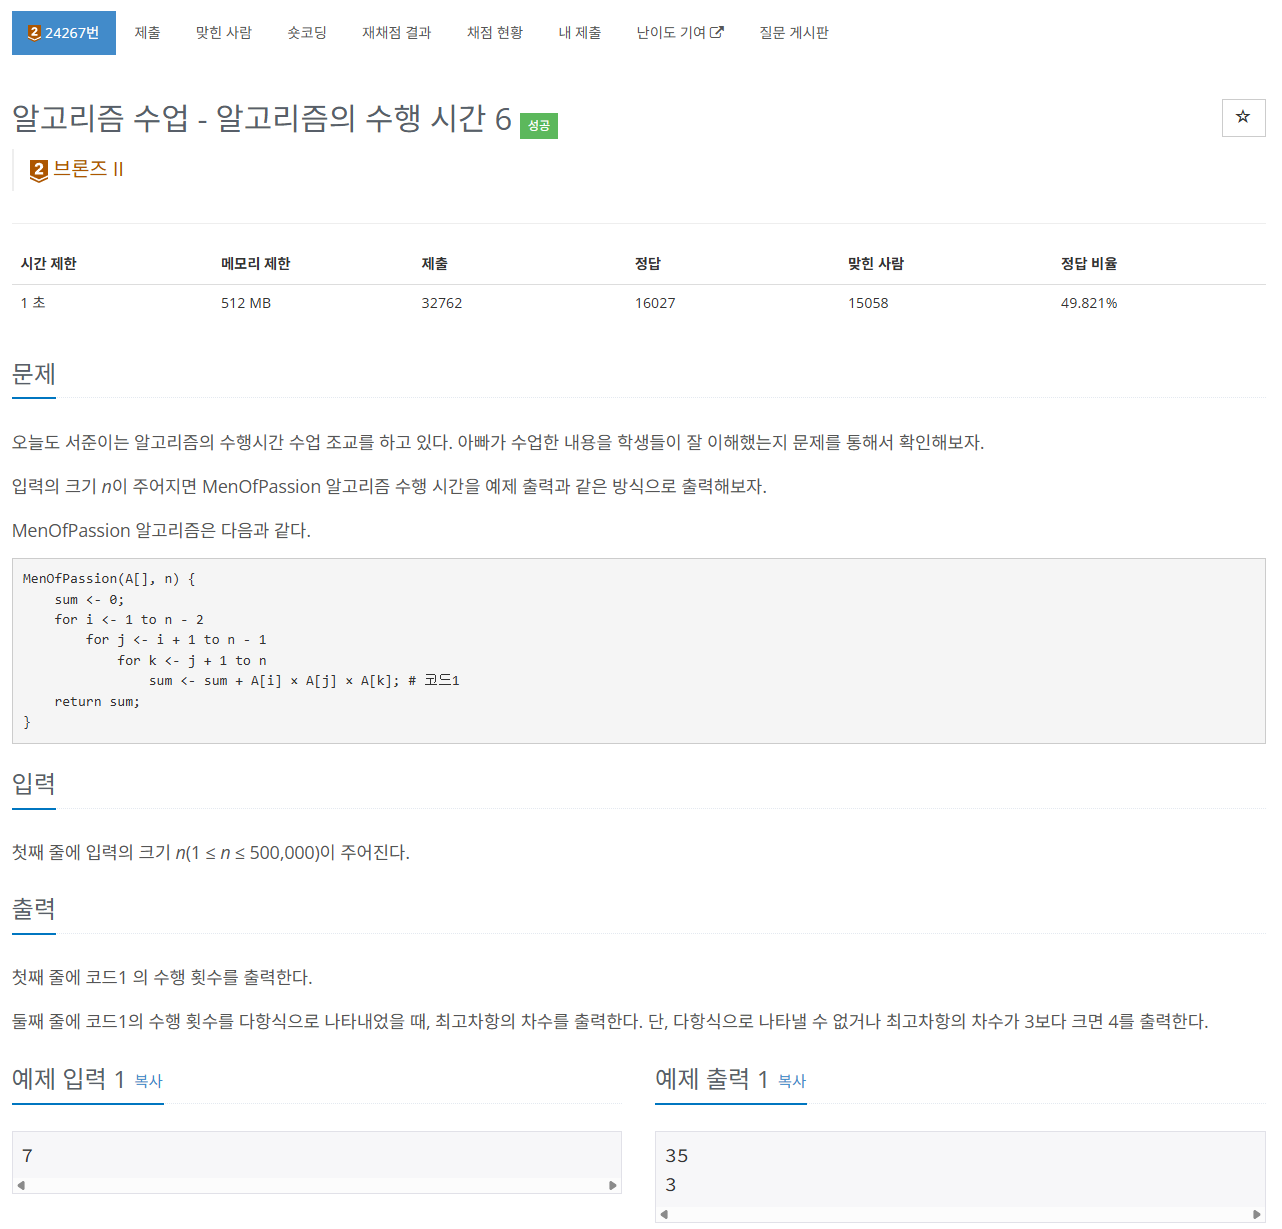 2 24267번 제출 맞힌 사람 숏코딩 재채점 결과 채점 현황 내 제출 난이도 기여 질문 게시판
알고리즘 수업 - 알고리즘의 수행 시간 6 성공
2 브론즈 II
시간 제한 메모리 제한 제출 정답 맞힌 사람 정답 비율
1 초 512 MB 32762 16027 15058 49.821%
문제
오늘도 서준이는 알고리즘의 수행시간 수업 조교를 하고 있다. 아빠가 수업한 내용을 학생들이 잘 이해했는지 문제를 통해서 확인해보자.
입력의 크기 n이 주어지면 MenOfPassion 알고리즘 수행 시간을 예제 출력과 같은 방식으로 출력해보자.
MenOfPassion 알고리즘은 다음과 같다.
MenOfPassion(A[], n) {
    sum <- 0;
    for i <- 1 to n - 2
        for j <- i + 1 to n - 1
            for k <- j + 1 to n
                sum <- sum + A[i] × A[j] × A[k]; # 코드1
    return sum;
}
입력
첫째 줄에 입력의 크기 n(1 ≤ n ≤ 500,000)이 주어진다.
출력
첫째 줄에 코드1 의 수행 횟수를 출력한다.
둘째 줄에 코드1의 수행 횟수를 다항식으로 나타내었을 때, 최고차항의 차수를 출력한다. 단, 다항식으로 나타낼 수 없거나 최고차항의 차수가 3보다 크면 4를 출력한다.
예제 입력 1 복사
7
예제 출력 1 복사
35
3